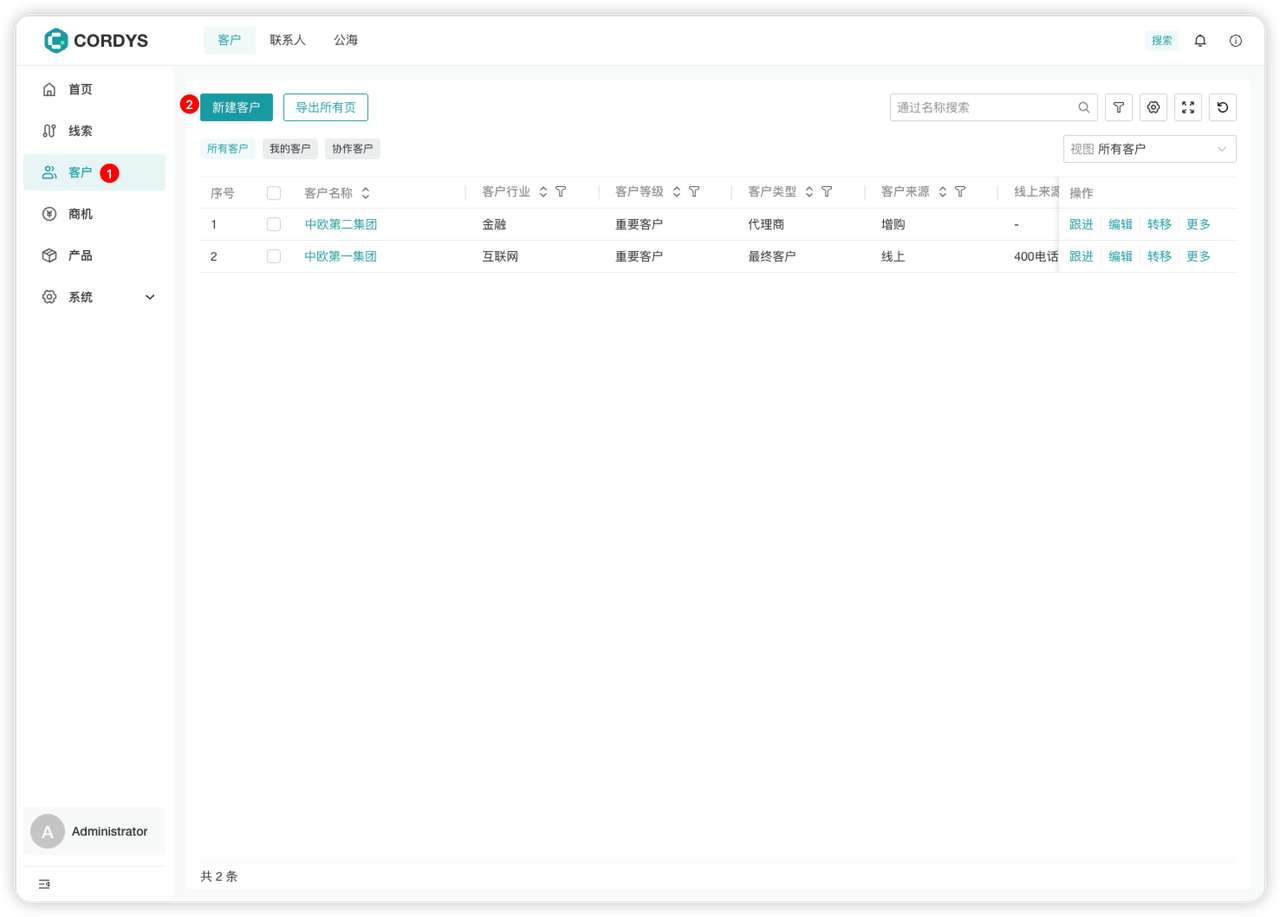 CORDYS
客户 联系人 公海 搜索
首页
线索
客户 1
商机
产品
系统
2 新建客户 导出所有页 通过名称搜索
所有客户 我的客户 协作客户 视图 所有客户
序号 客户名称 客户行业 客户等级 客户类型 客户来源 线上来源 操作
1 中欧第二集团 金融 重要客户 代理商 增购 - 跟进 编辑 转移 更多
2 中欧第一集团 互联网 重要客户 最终客户 线上 400电话 跟进 编辑 转移 更多
A Administrator
共 2 条